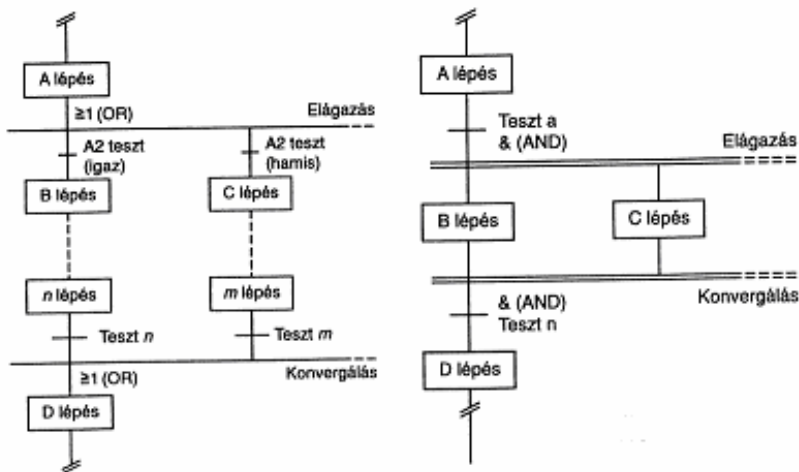 A lépés
≥1 (OR)
Elágazás
A2 teszt
(igaz)
A2 teszt
(hamis)
B lépés
C lépés
n lépés
m lépés
Teszt n
Teszt m
≥1 (OR)
Konvergálás
D lépés
A lépés
Teszt a
& (AND)
Elágazás
B lépés
C lépés
& (AND)
Teszt n
Konvergálás
D lépés